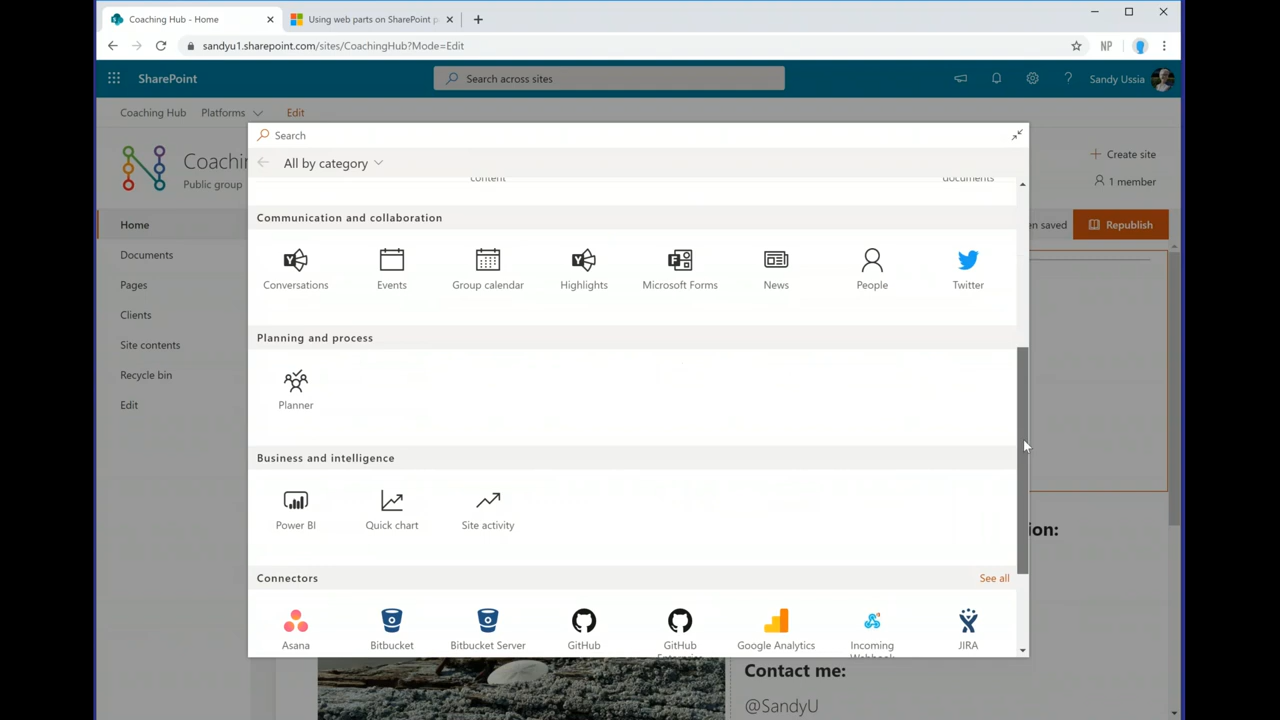 Coaching Hub - Home
Using web parts on SharePoint p
sandyu1.sharepoint.com/sites/CoachingHub?Mode=Edit
NP
SharePoint
Search across sites
?
Sandy Ussia
Coaching Hub
Platforms
Edit
Search
All by category
Coachin
Public group
Create site
1 member
content
documents
Communication and collaboration
Home
n saved
Republish
Documents
Pages
Clients
Site contents
Recycle bin
Edit
Conversations
Events
Group calendar
Highlights
Microsoft Forms
News
People
Twitter
Planning and process
Planner
Business and intelligence
Power BI
Quick chart
Site activity
ion:
Connectors
See all
Asana
Bitbucket
Bitbucket Server
GitHub
GitHub
Enterprise
Google Analytics
Incoming
Webhook
JIRA
Contact me:
@SandyU